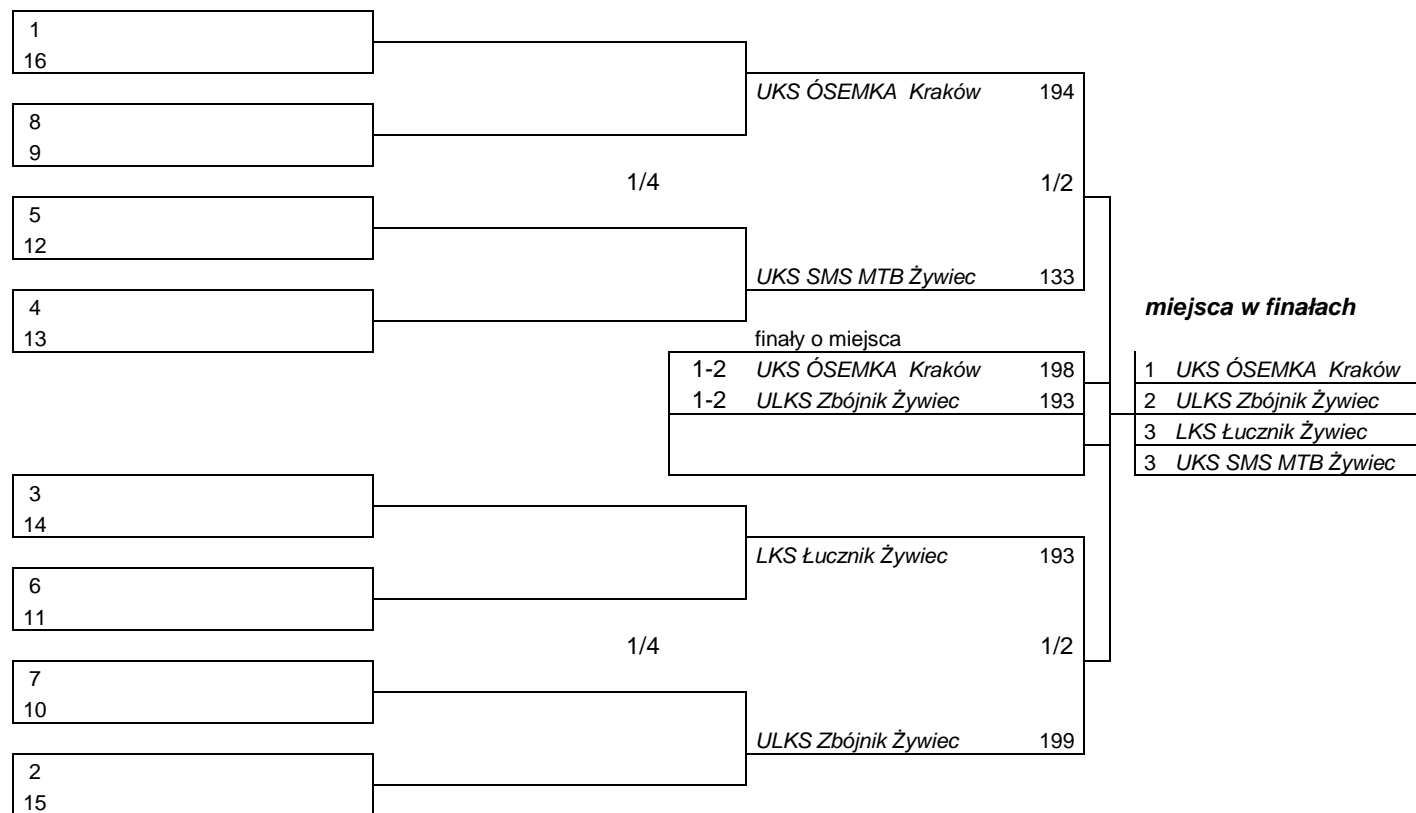 1
16
UKS ÓSEMKA Kraków 194
8
9
1/4 1/2
5
12
UKS SMS MTB Żywiec 133
4 miejsca w finałach
13
finały o miejsca
1-2 UKS ÓSEMKA Kraków 198 1 UKS ÓSEMKA Kraków
1-2 ULKS Zbójnik Żywiec 193 2 ULKS Zbójnik Żywiec
3 LKS Łucznik Żywiec
3 UKS SMS MTB Żywiec
3
14
LKS Łucznik Żywiec 193
6
11
1/4 1/2
7
10
ULKS Zbójnik Żywiec 199
2
15